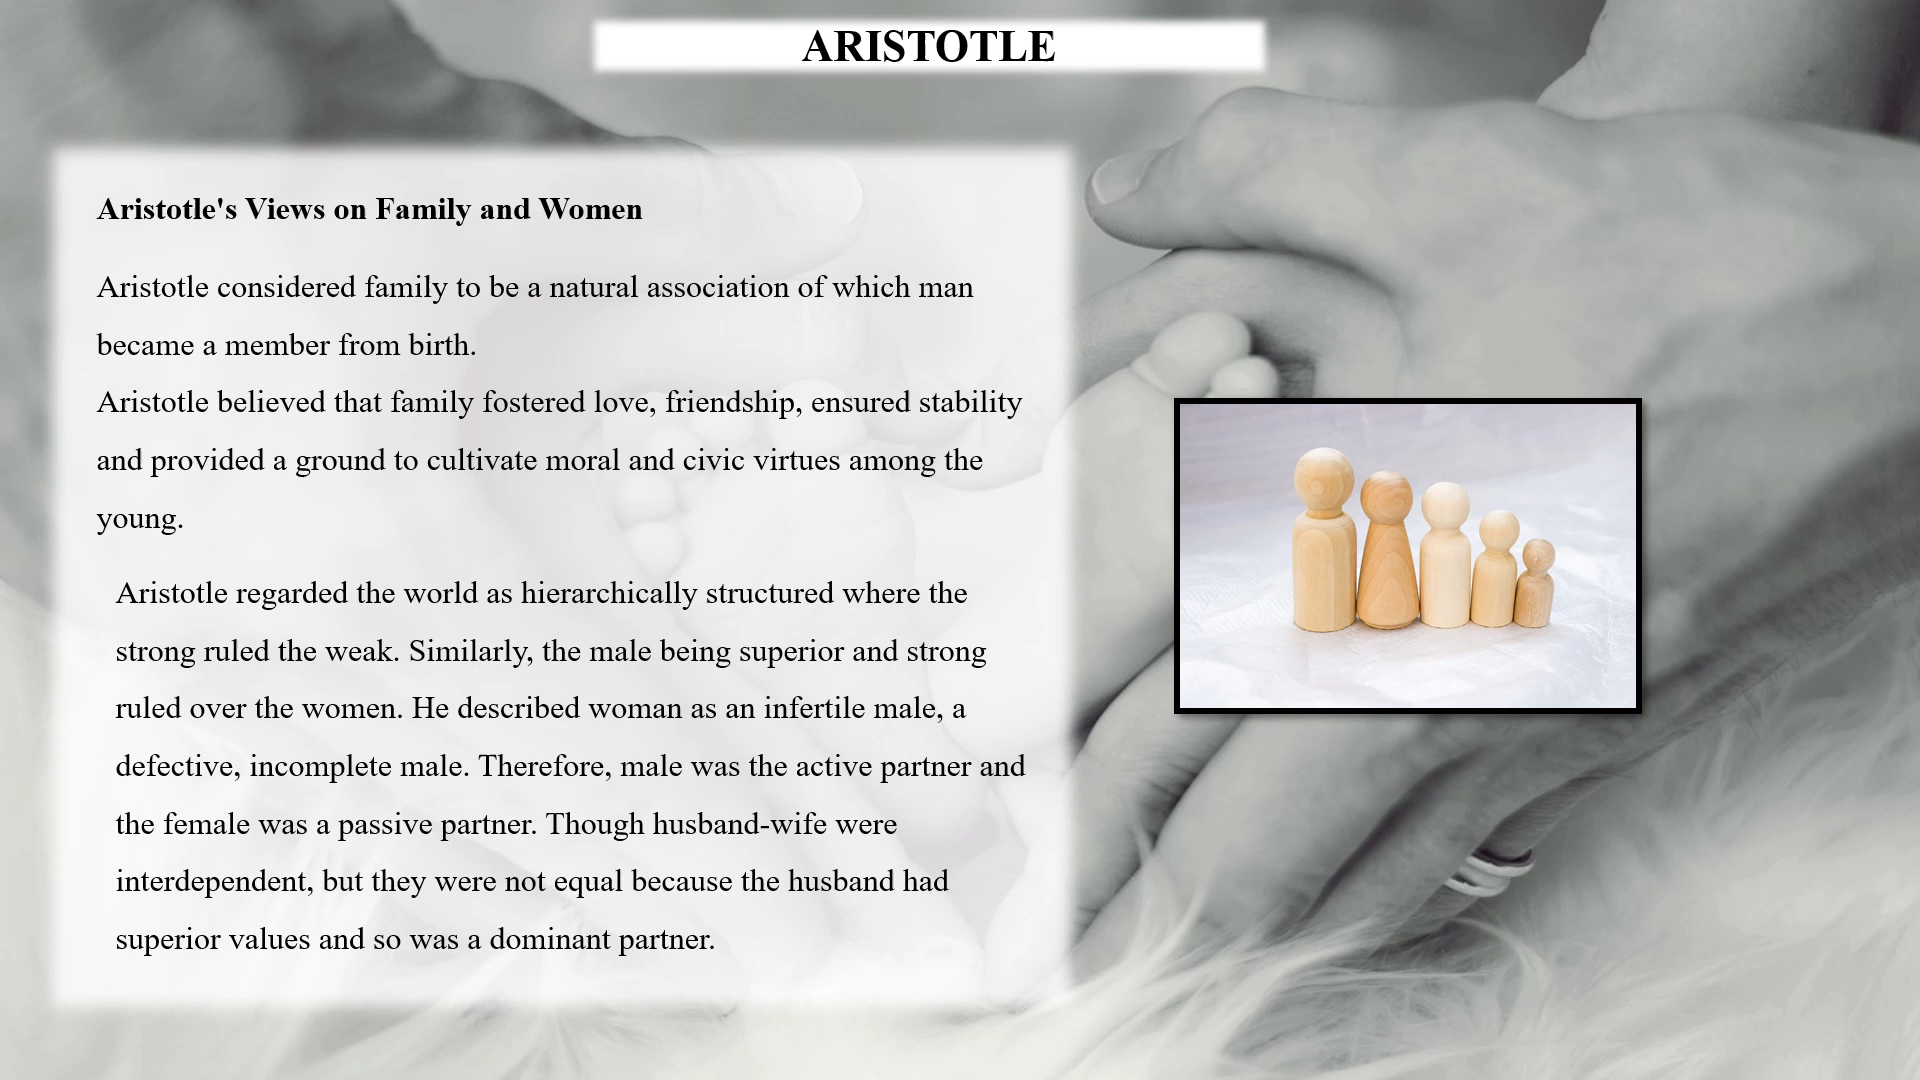 ARISTOTLE
Aristotle's Views on Family and Women
Aristotle considered family to be a natural association of which man
became a member from birth.
Aristotle believed that family fostered love, friendship, ensured stability
and provided a ground to cultivate moral and civic virtues among the
young.
Aristotle regarded the world as hierarchically structured where the
strong ruled the weak. Similarly, the male being superior and strong
ruled over the women. He described woman as an infertile male, a
defective, incomplete male. Therefore, male was the active partner and
the female was a passive partner. Though husband-wife were
interdependent, but they were not equal because the husband had
superior values and so was a dominant partner.